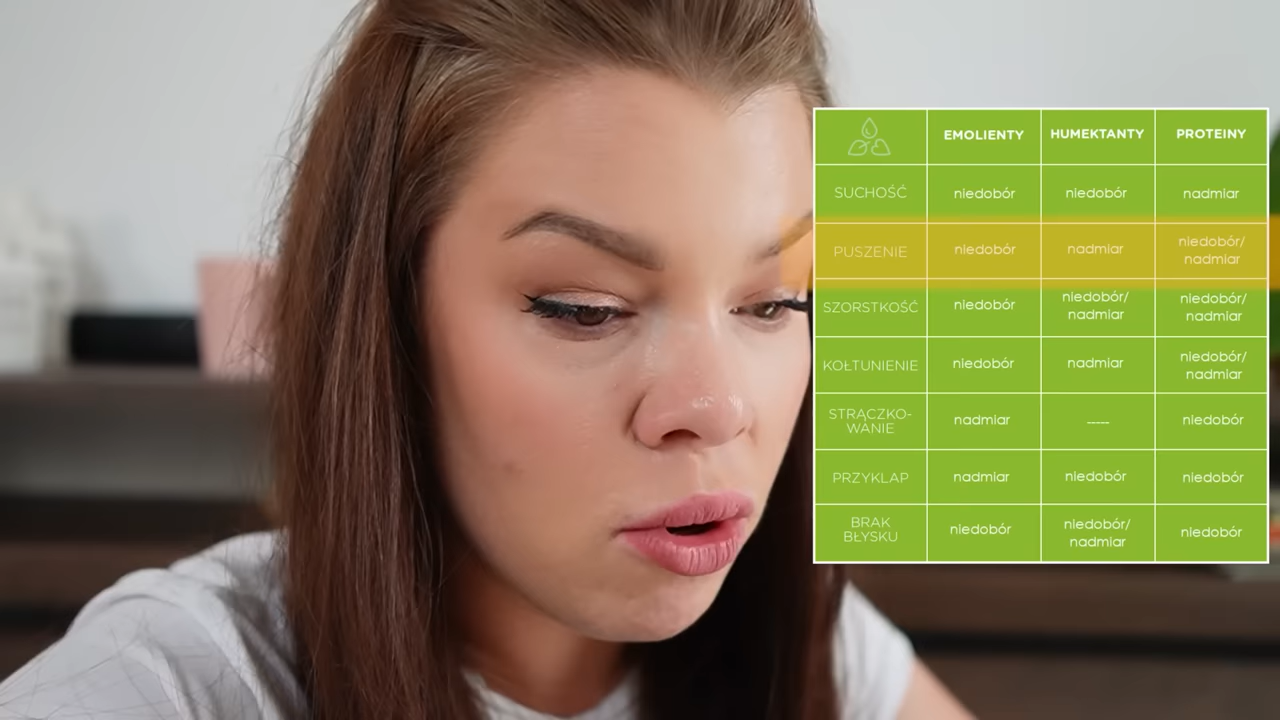 EMOLIENTY HUMEKTANTY PROTEINY
SUCHOŚĆ niedobór niedobór nadmiar
PUSZENIE niedobór nadmiar niedobór/
nadmiar
SZORSTKOŚĆ niedobór niedobór/
nadmiar niedobór/
nadmiar
KOŁTUNIENIE niedobór nadmiar niedobór/
nadmiar
STRĄCZKO-
WANIE nadmiar ----- niedobór
PRZYKLAP nadmiar niedobór niedobór
BRAK
BŁYSKU niedobór niedobór/
nadmiar niedobór